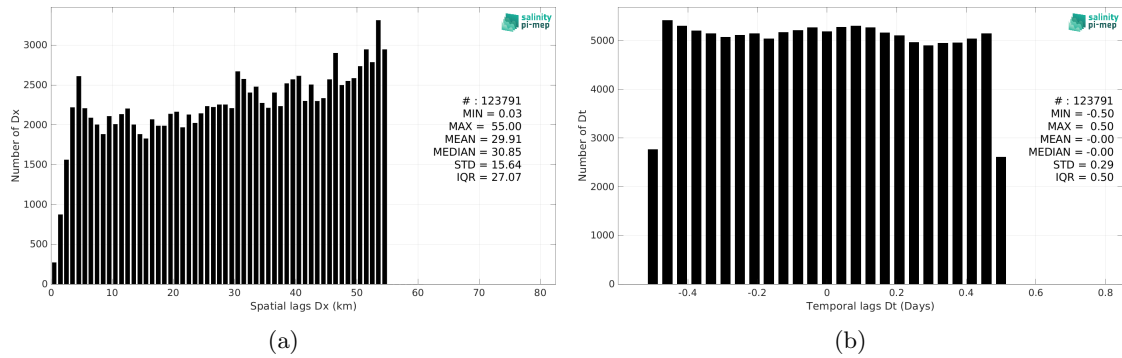 salinity
pi-mep
3000
2500
2000
1500
1000
500
0
Number of Dx
# : 123791
MIN = 0.03
MAX = 55.00
MEAN = 29.91
MEDIAN = 30.85
STD = 15.64
IQR = 27.07
0 10 20 30 40 50 60 70 80
Spatial lags Dx (km)
(a)
salinity
pi-mep
5000
4000
3000
2000
1000
0
Number of Dt
# : 123791
MIN = -0.50
MAX = 0.50
MEAN = -0.00
MEDIAN = -0.00
STD = 0.29
IQR = 0.50
-0.4 -0.2 0 0.2 0.4 0.6 0.8
Temporal lags Dt (Days)
(b)